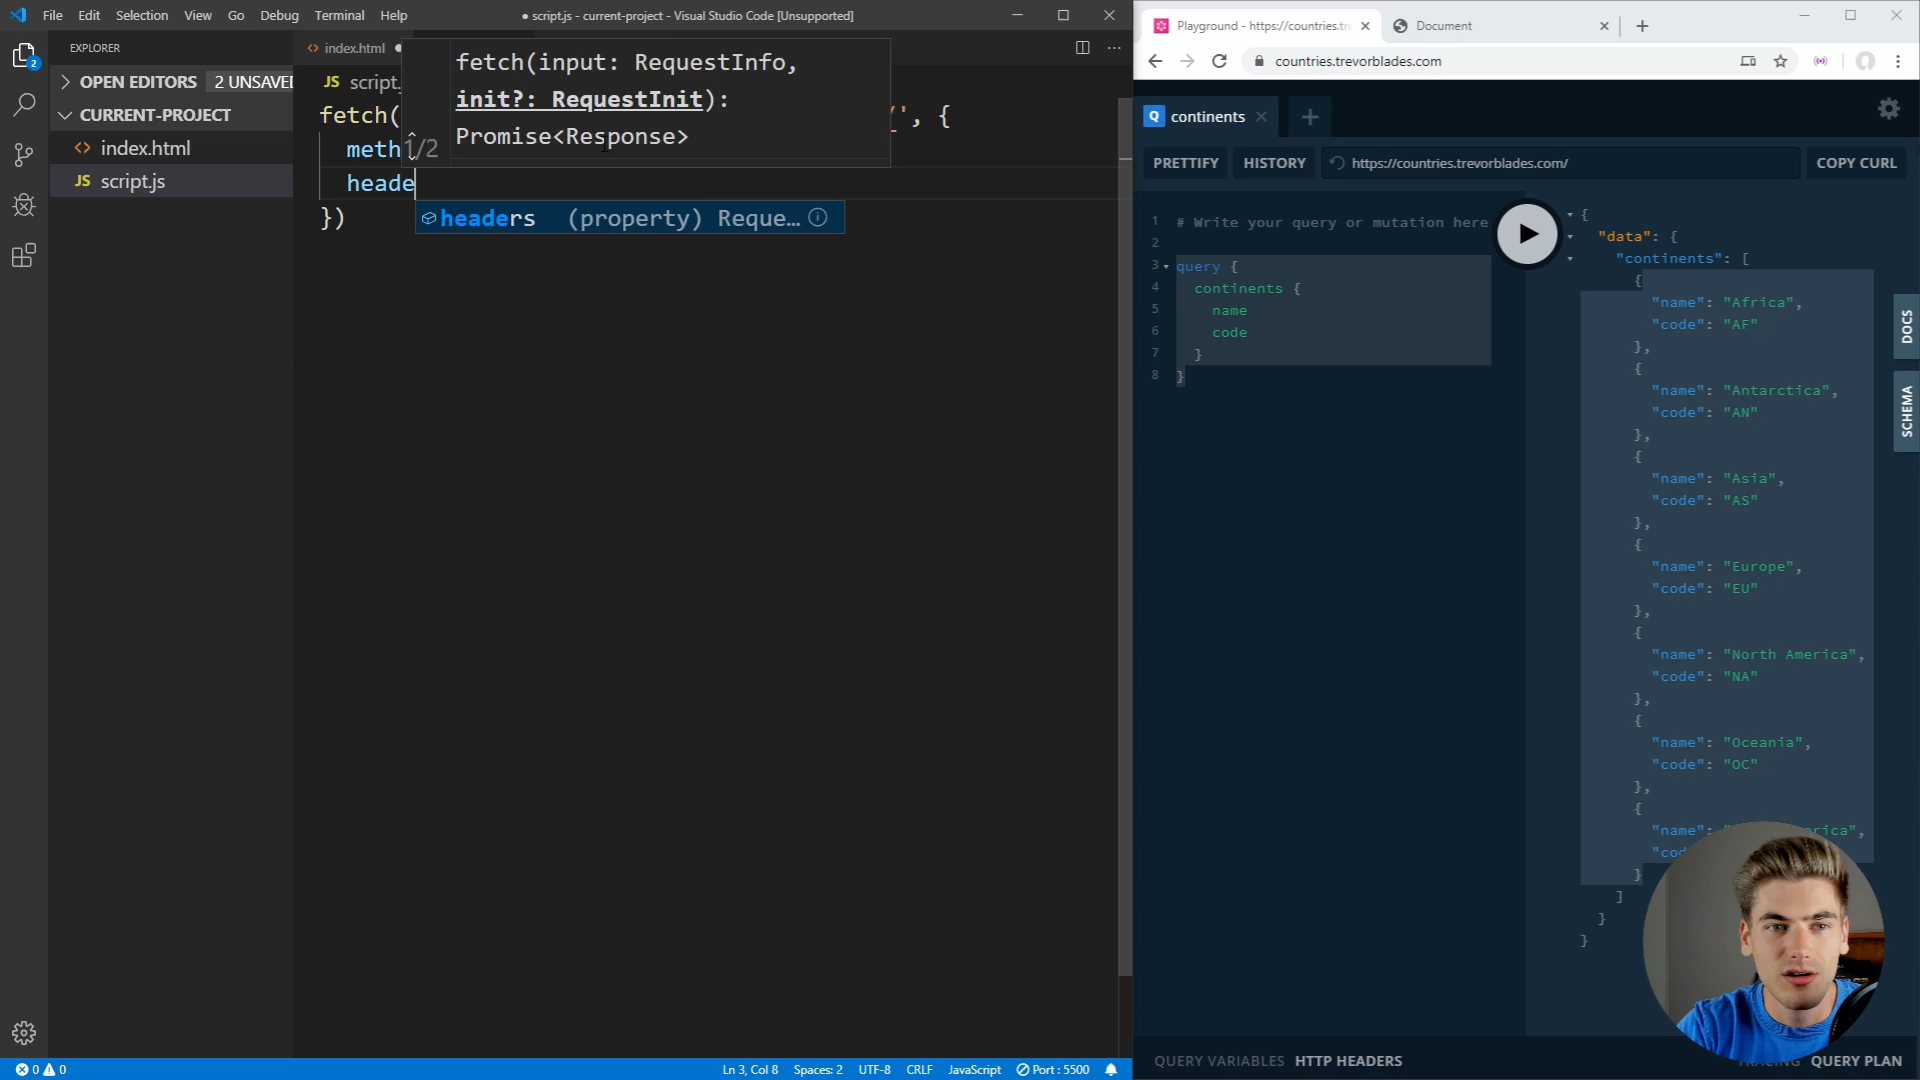 File Edit Selection View Go Debug Terminal Help
● script.js - current-project - Visual Studio Code [Unsupported]
EXPLORER
OPEN EDITORS 2 UNSAVED
CURRENT-PROJECT
<> index.html
JS script.js
2
<> index.html ●
JS script.
fetch(input: RequestInfo,
init?: RequestInit):
Promise<Response>
1/2
fetch( /', {
meth
heade
})
headers (property) Reque...
0 0
Ln 3, Col 8 Spaces: 2 UTF-8 CRLF JavaScript Port : 5500
Playground - https://countries.tre
Document
countries.trevorblades.com
Q continents
PRETTIFY HISTORY https://countries.trevorblades.com/ COPY CURL
1 # Write your query or mutation here
2
3 query {
4 continents {
5 name
6 code
7 }
8 }
{
"data": {
"continents": [
{
"name": "Africa",
"code": "AF"
},
{
"name": "Antarctica",
"code": "AN"
},
{
"name": "Asia",
"code": "AS"
},
{
"name": "Europe",
"code": "EU"
},
{
"name": "North America",
"code": "NA"
},
{
"name": "Oceania",
"code": "OC"
},
{
"name": erica",
"cod
}
]
}
}
DOCS
SCHEMA
QUERY VARIABLES HTTP HEADERS
TRACING QUERY PLAN